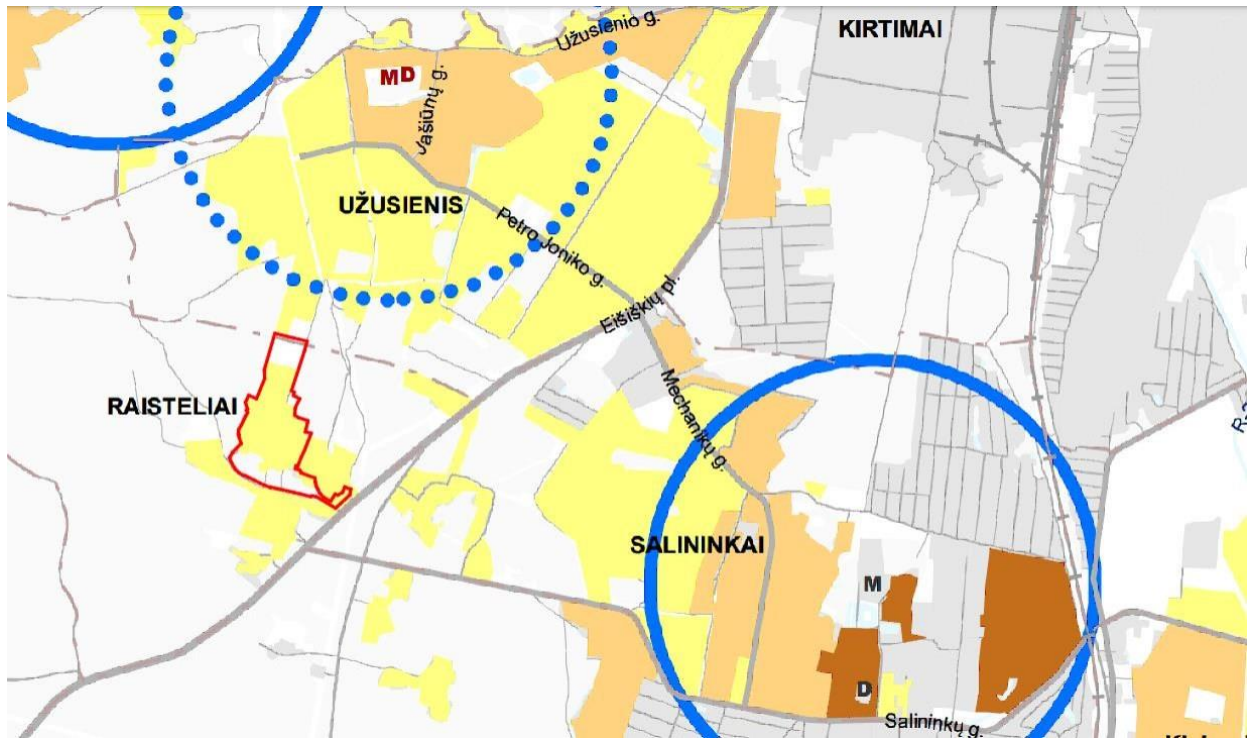 Užusienio g.
KIRTIMAI
MD
Jašiūnų g.
UŽUSIENIS
Petro Joniko g.
Eišiškių pl.
RAISTELIAI
Mechanikų g.
SALININKAI
M
D
Salininkų g.